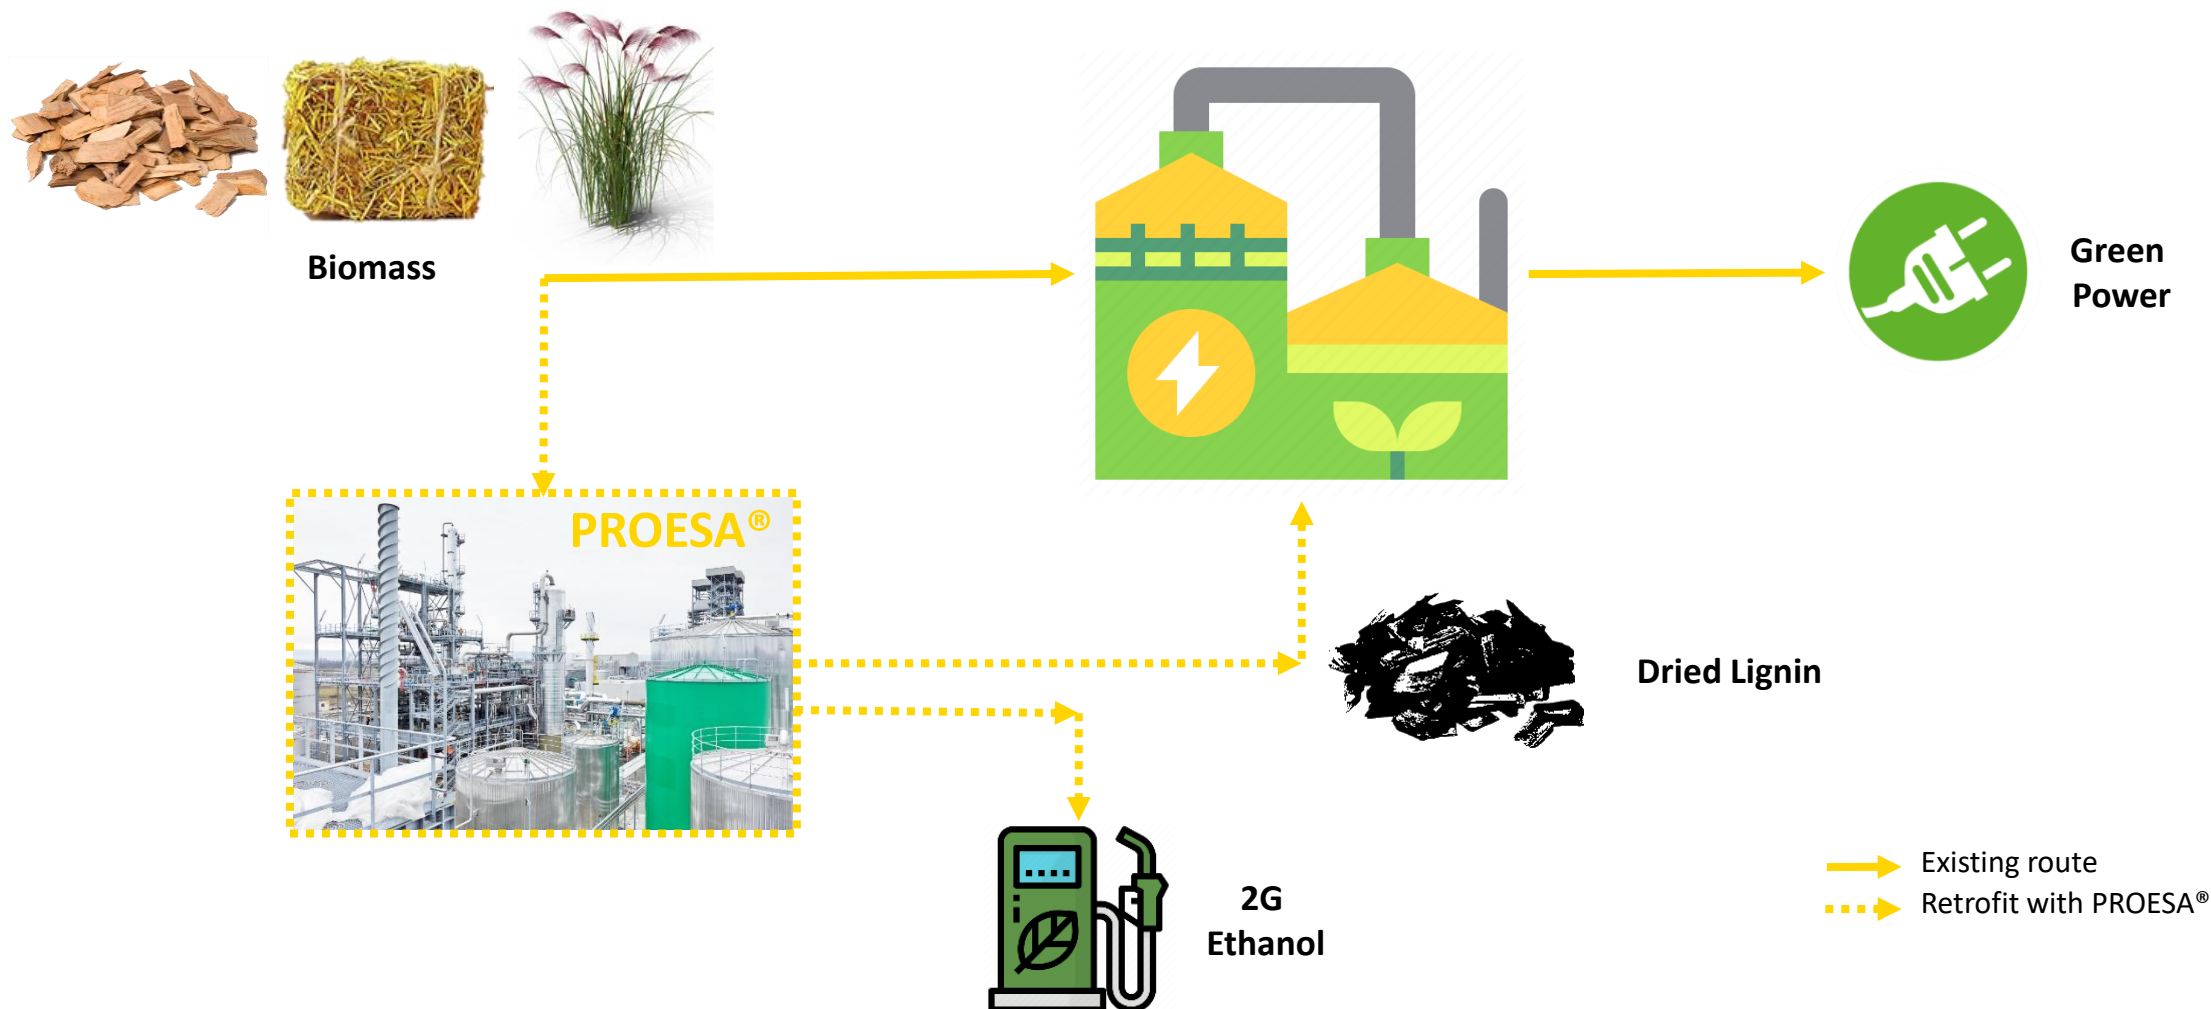 Biomass
Green
Power
PROESA®
Dried Lignin
2G
Ethanol
Existing route
Retrofit with PROESA®